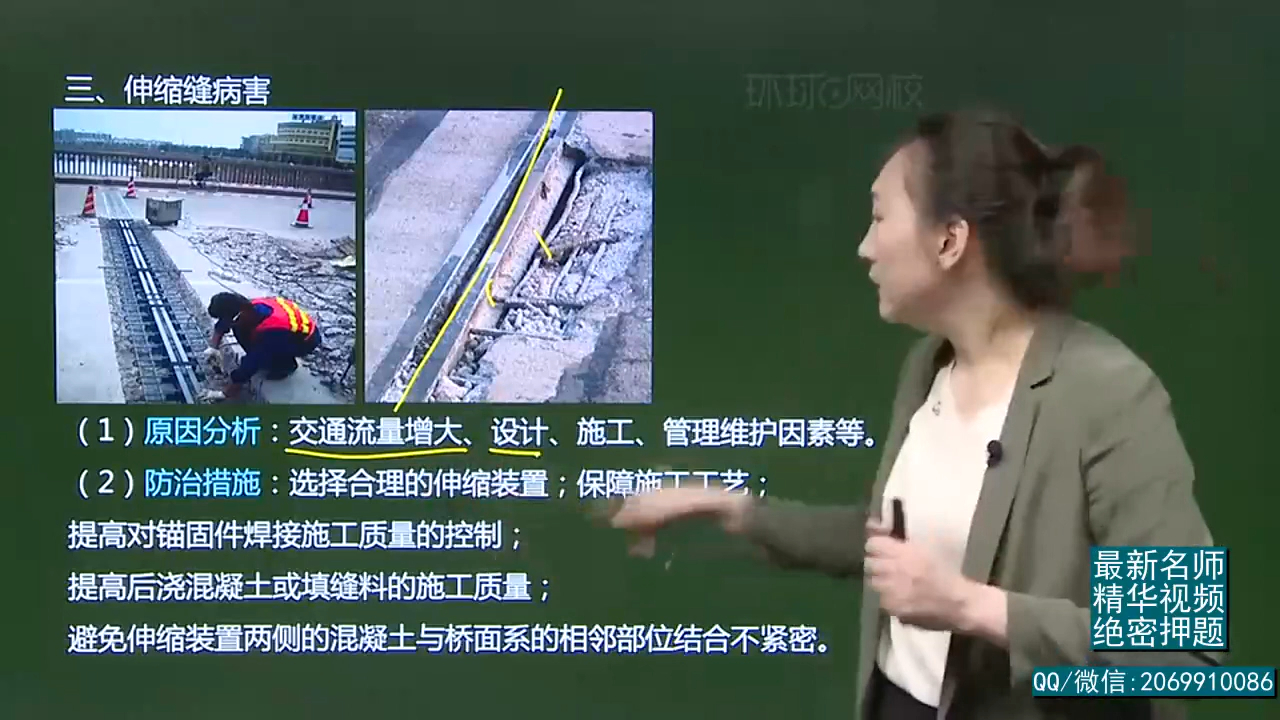 三、伸缩缝病害
环球e网校
（1）原因分析：交通流量增大、设计、施工、管理维护因素等。
（2）防治措施：选择合理的伸缩装置；保障施工工艺；
提高对锚固件焊接施工质量的控制；
提高后浇混凝土或填缝料的施工质量；
避免伸缩装置两侧的混凝土与桥面系的相邻部位结合不紧密。
最新名师
精华视频
绝密押题
QQ/微信:2069910086